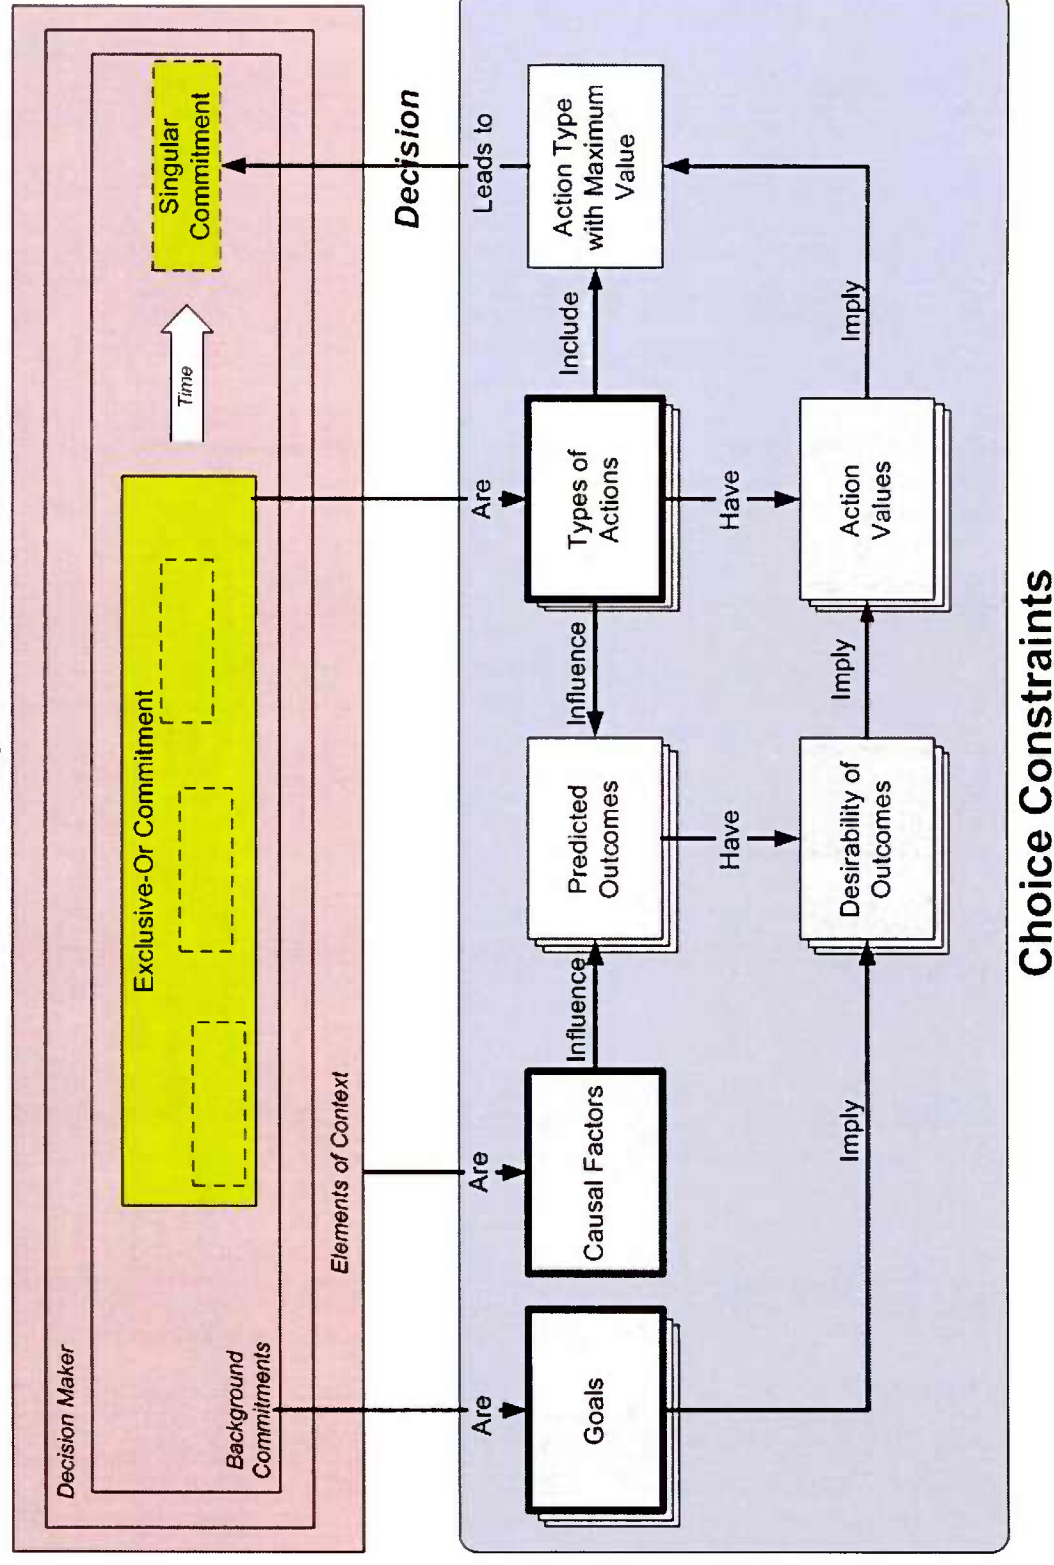 Decision Maker
Background
Commitments
Exclusive-Or Commitment
Time
Singular
Commitment
Elements of Context
Decision
Are
Are
Are
Leads to
Goals
Causal Factors
Influence
Predicted
Outcomes
Influence
Types of
Actions
Include
Action Type
with Maximum
Value
Have
Have
Imply
Desirability of
Outcomes
Imply
Action
Values
Imply
Choice Constraints